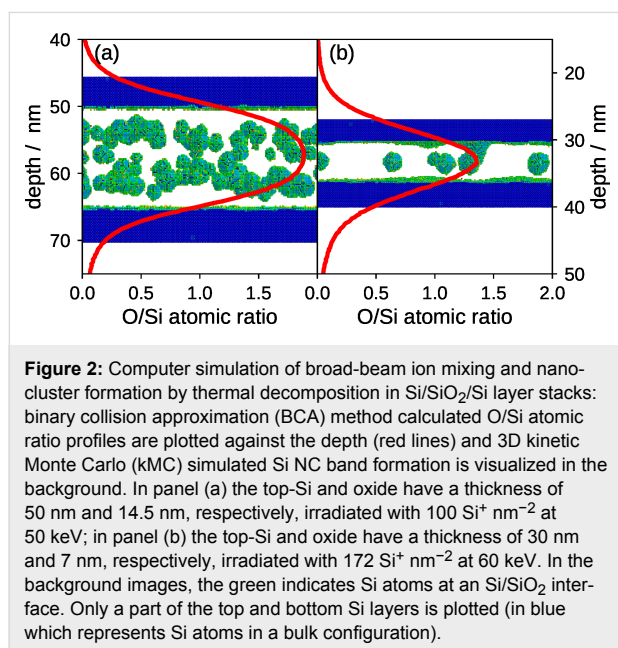 40
50
60
70
depth / nm
(a)
(b)
20
30
40
50
depth / nm
0.0 0.5 1.0 1.5 0.0 0.5 1.0 1.5 2.0
O/Si atomic ratio O/Si atomic ratio
Figure 2: Computer simulation of broad-beam ion mixing and nano-
cluster formation by thermal decomposition in Si/SiO₂/Si layer stacks:
binary collision approximation (BCA) method calculated O/Si atomic
ratio profiles are plotted against the depth (red lines) and 3D kinetic
Monte Carlo (kMC) simulated Si NC band formation is visualized in the
background. In panel (a) the top-Si and oxide have a thickness of
50 nm and 14.5 nm, respectively, irradiated with 100 Si⁺ nm⁻² at
50 keV; in panel (b) the top-Si and oxide have a thickness of 30 nm
and 7 nm, respectively, irradiated with 172 Si⁺ nm⁻² at 60 keV. In the
background images, the green indicates Si atoms at an Si/SiO₂ inter-
face. Only a part of the top and bottom Si layers is plotted (in blue
which represents Si atoms in a bulk configuration).